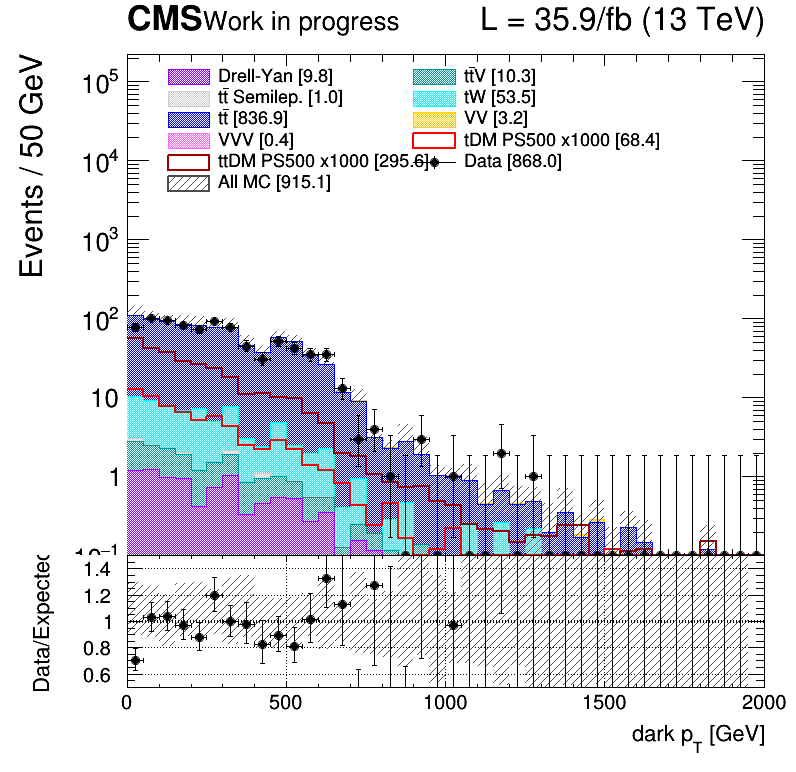 CMS Work in progress L = 35.9/fb (13 TeV)
Events / 50 GeV
10⁵
10⁴
10³
10²
10
1
10⁻¹
Drell-Yan [9.8]
tt̄V [10.3]
tt̄ Semilep. [1.0]
tW [53.5]
tt̄ [836.9]
VV [3.2]
VVV [0.4]
tDM PS500 x1000 [68.4]
ttDM PS500 x1000 [295.6]
Data [868.0]
All MC [915.1]
Data/Expected
1.4
1.2
1
0.8
0.6
0 500 1000 1500 2000
dark p_T [GeV]